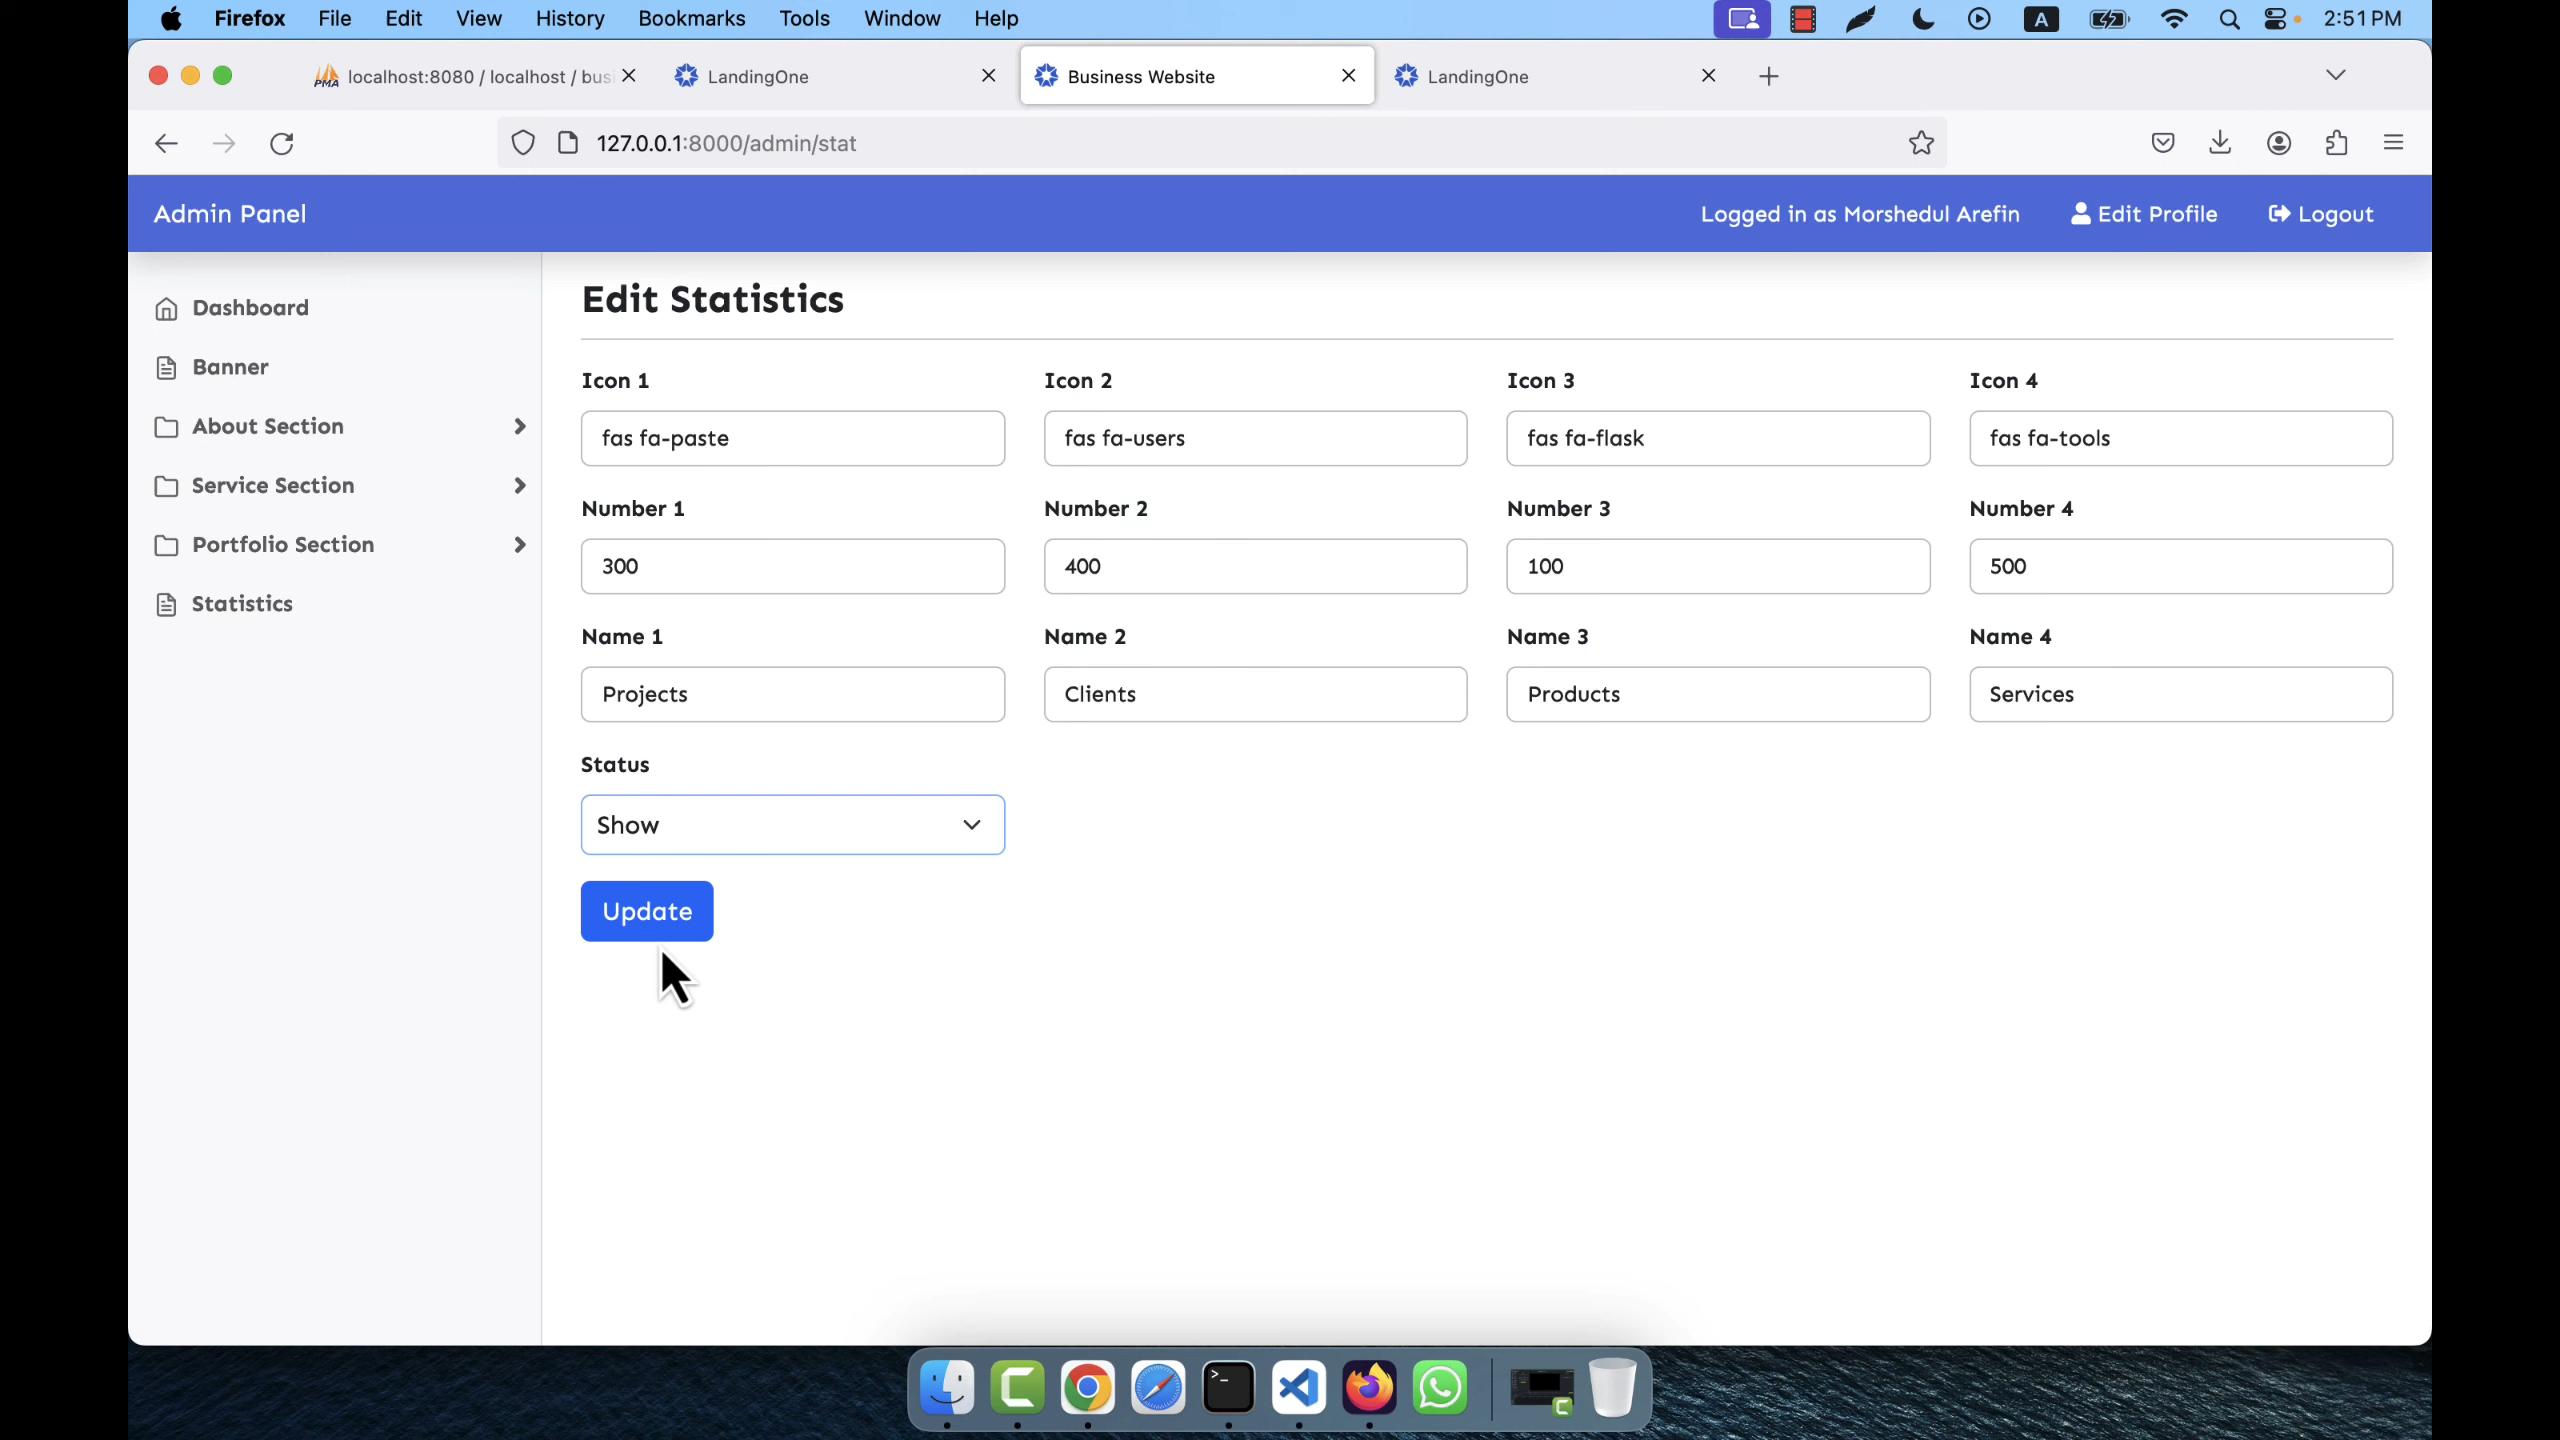 Firefox File Edit View History Bookmarks Tools Window Help A 2:51 PM
PMA localhost:8080 / localhost / busi LandingOne Business Website LandingOne
127.0.0.1:8000/admin/stat
Admin Panel Logged in as Morshedul Arefin Edit Profile Logout
Dashboard
Banner
About Section
Service Section
Portfolio Section
Statistics
Edit Statistics
Icon 1 Icon 2 Icon 3 Icon 4
fas fa-paste fas fa-users fas fa-flask fas fa-tools
Number 1 Number 2 Number 3 Number 4
300 400 100 500
Name 1 Name 2 Name 3 Name 4
Projects Clients Products Services
Status
Show
Update